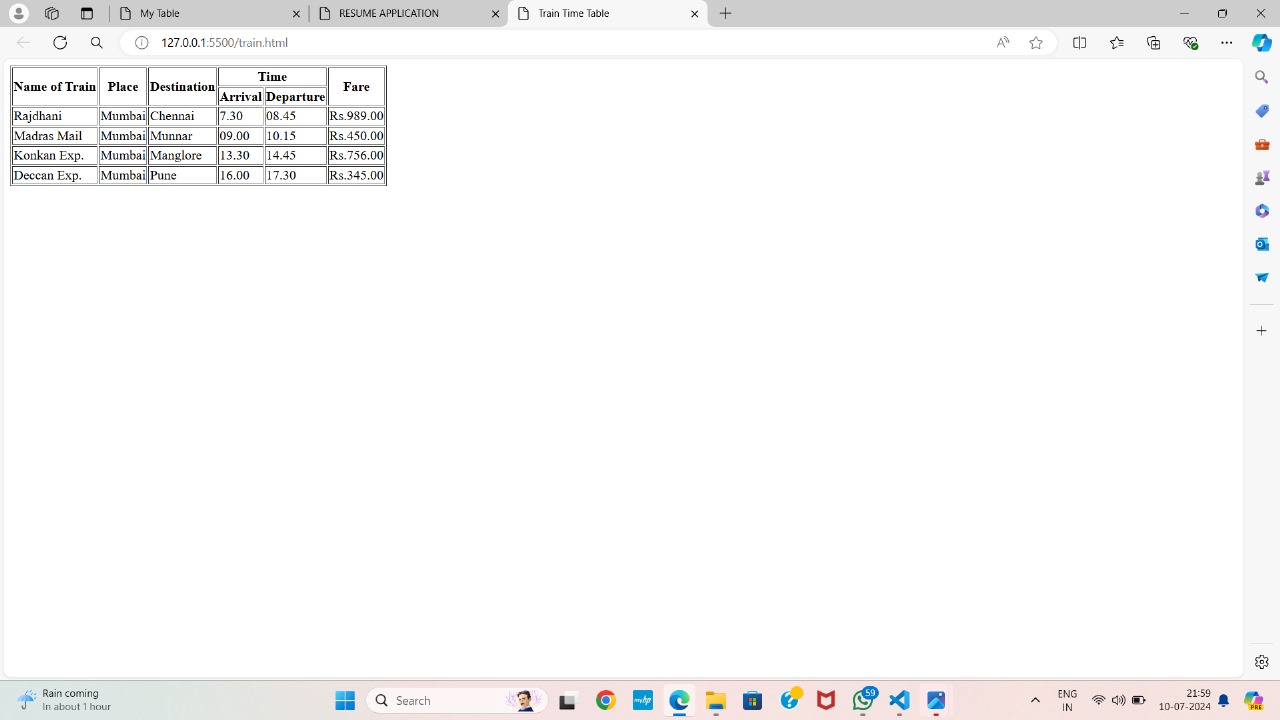 My Table
RESUME APPLICATION
Train Time Table
127.0.0.1:5500/train.html
Name of Train Place Destination Time Fare
Arrival Departure
Rajdhani Mumbai Chennai 7.30 08.45 Rs.989.00
Madras Mail Mumbai Munnar 09.00 10.15 Rs.450.00
Konkan Exp. Mumbai Manglore 13.30 14.45 Rs.756.00
Deccan Exp. Mumbai Pune 16.00 17.30 Rs.345.00
Rain coming
In about 1 hour
Search
myhp
59
ENG
IN
21:59
10-07-2024
PRE